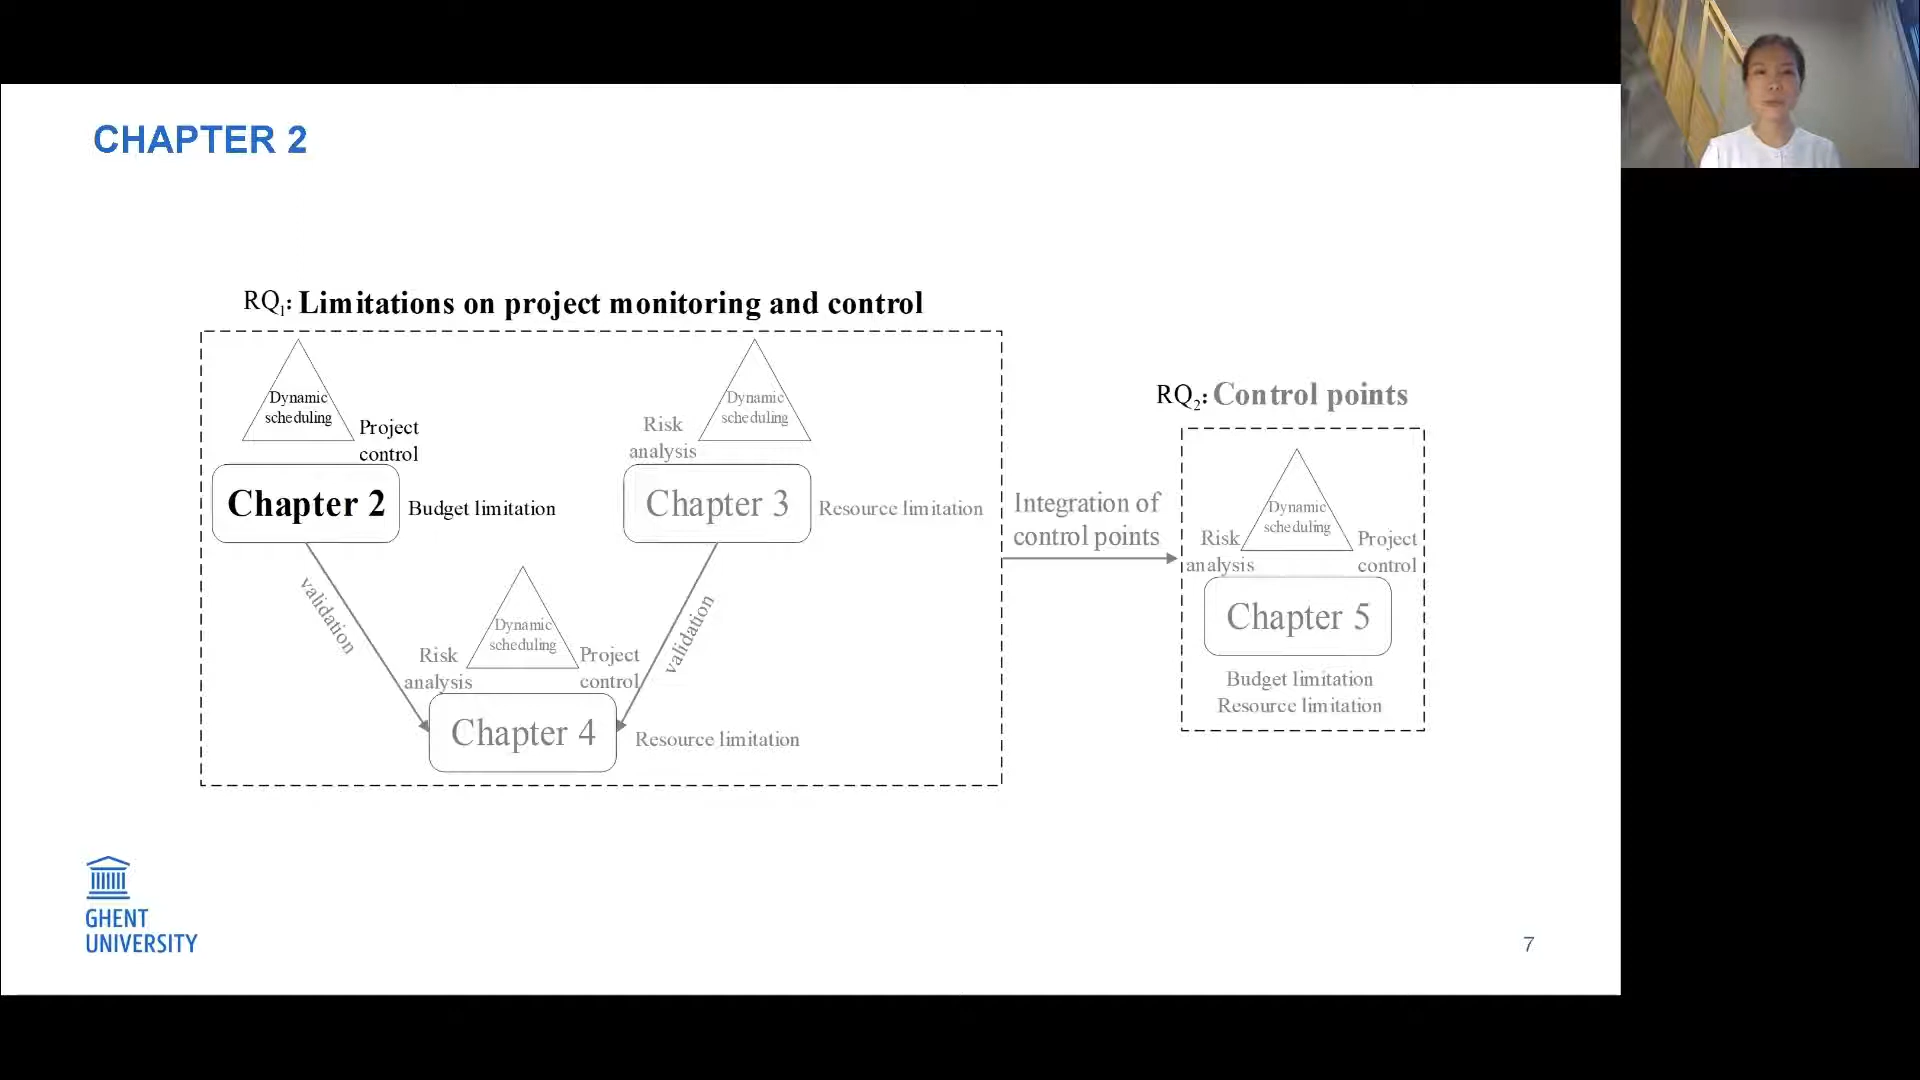 CHAPTER 2
RQ1: Limitations on project monitoring and control
Dynamic
scheduling
Project
control
Chapter 2
Budget limitation
Dynamic
scheduling
Risk
analysis
Chapter 3
Resource limitation
validation
validation
Dynamic
scheduling
Risk
analysis
Project
control
Chapter 4
Resource limitation
Integration of
control points
RQ2: Control points
Dynamic
scheduling
Risk
analysis
Project
control
Chapter 5
Budget limitation
Resource limitation
GHENT
UNIVERSITY
7